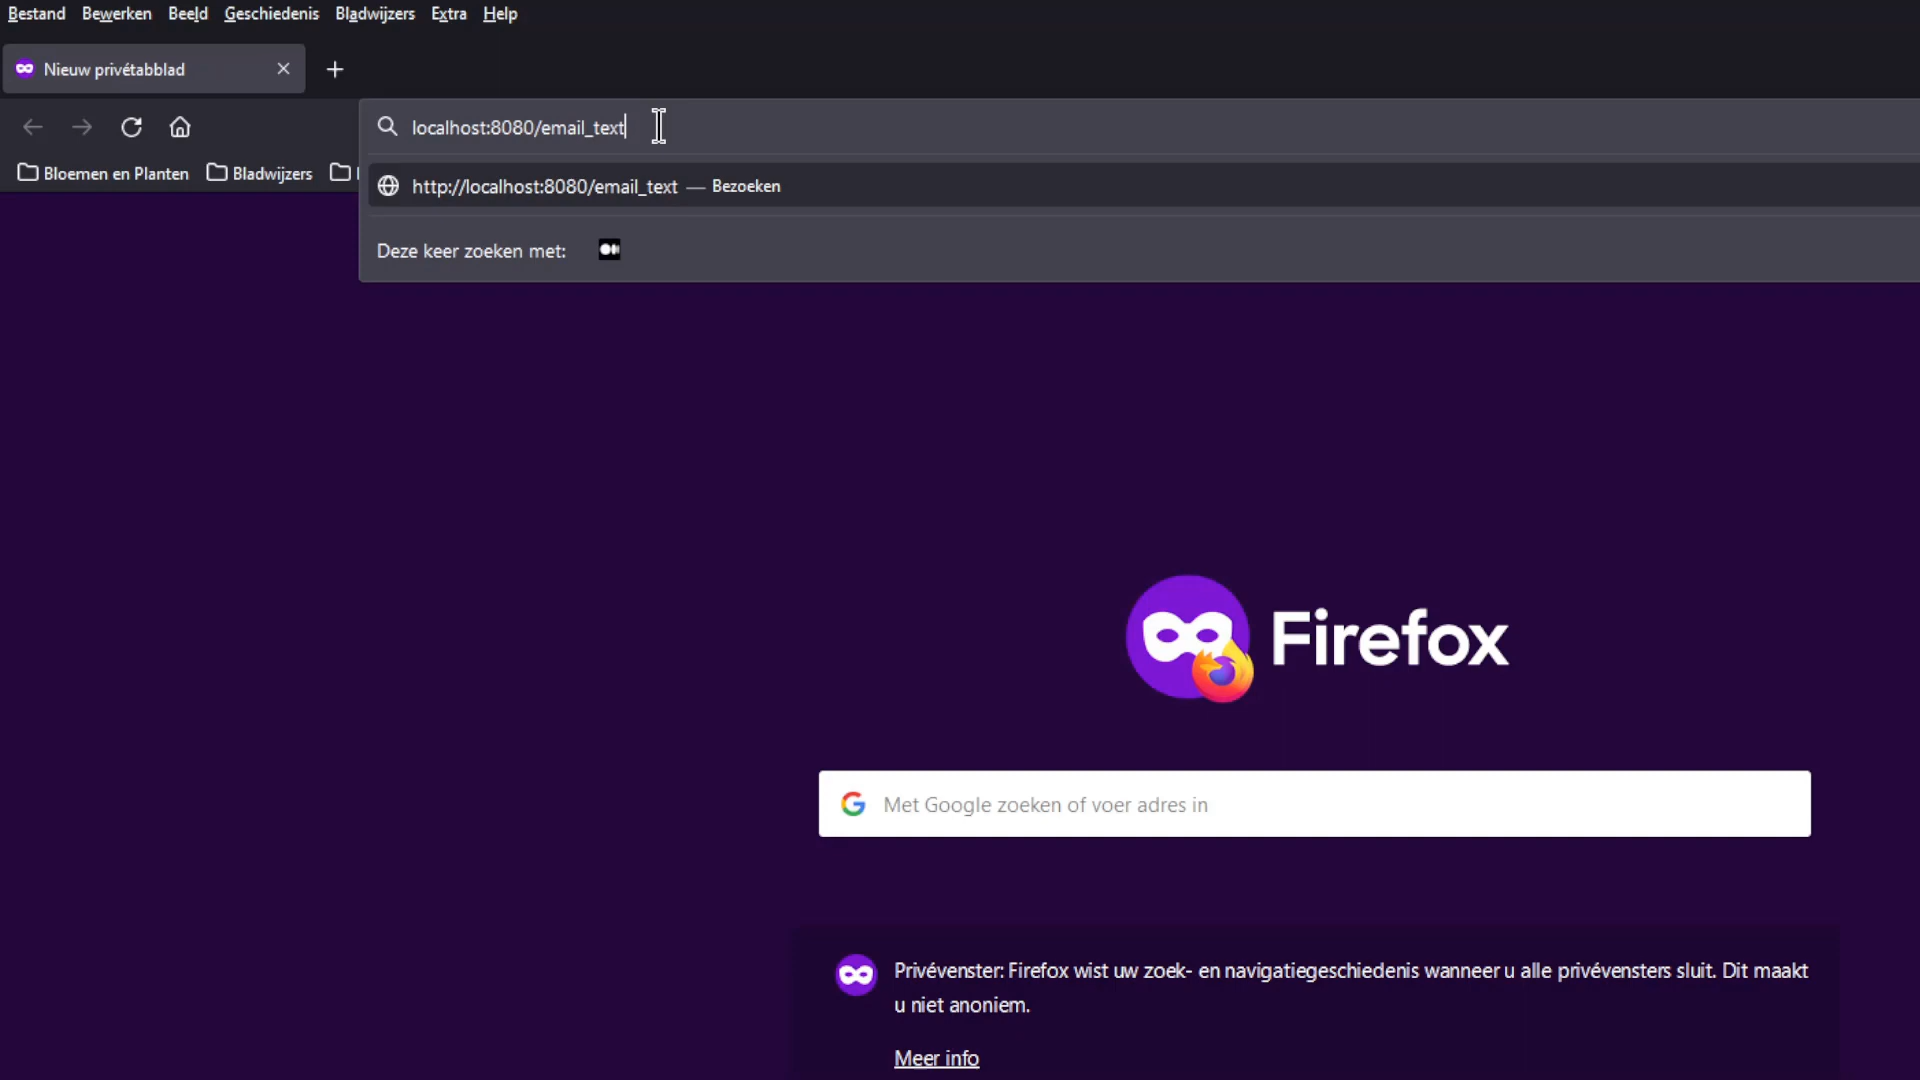 Bestand Bewerken Beeld Geschiedenis Bladwijzers Extra Help
Nieuw privétabblad
localhost:8080/email_text
Bloemen en Planten Bladwijzers
http://localhost:8080/email_text — Bezoeken
Deze keer zoeken met:
Firefox
Met Google zoeken of voer adres in
Privévenster: Firefox wist uw zoek- en navigatiegeschiedenis wanneer u alle privévensters sluit. Dit maakt
u niet anoniem.
Meer info